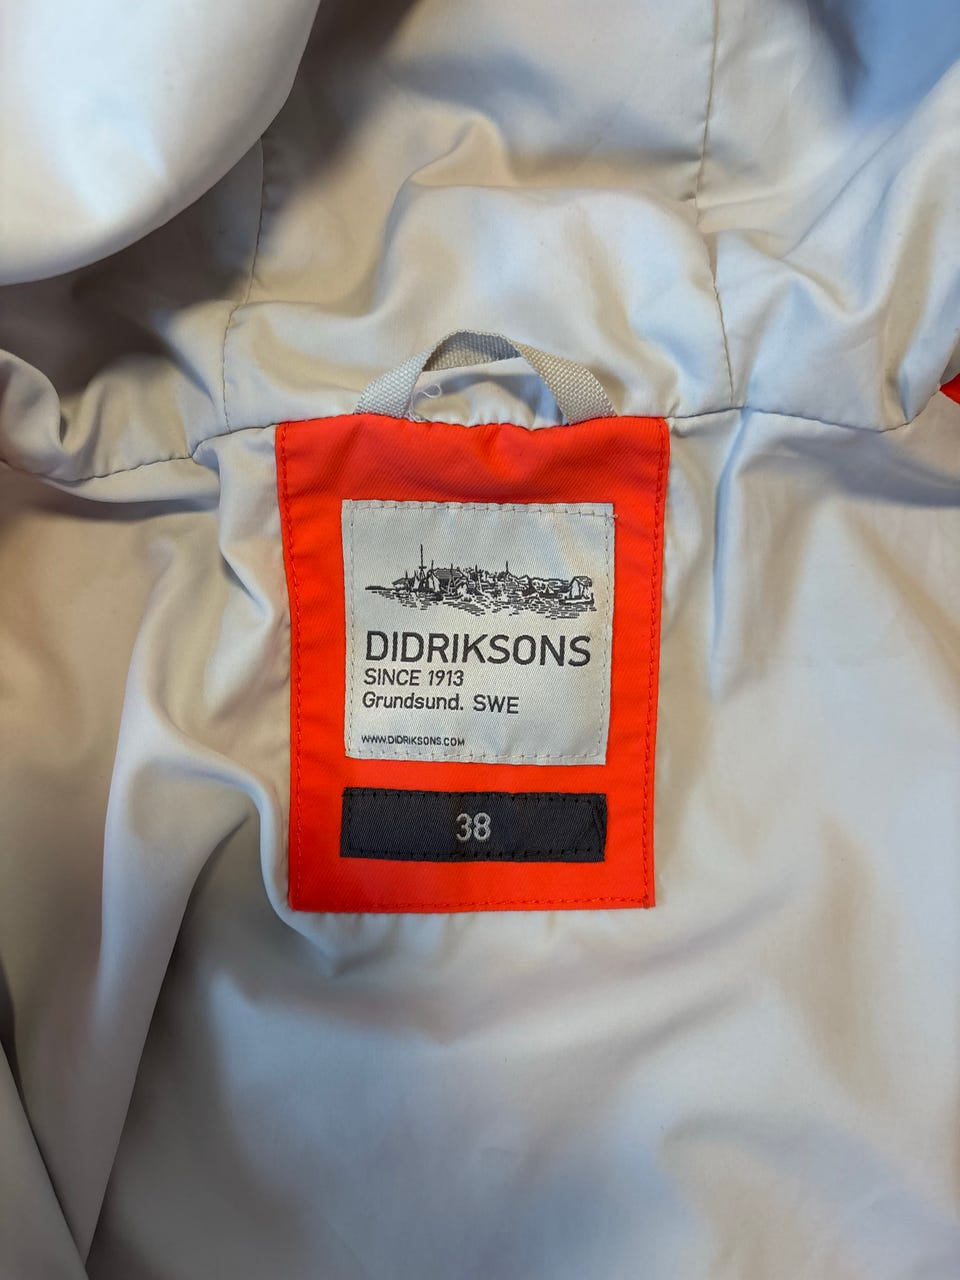 DIDRIKSONS
SINCE 1913
Grundsund. SWE
WWW.DIDRIKSONS.COM
38